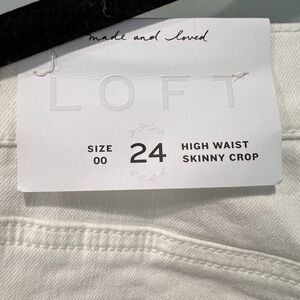 made and loved
LOFT
SIZE 00 24 HIGH WAIST
SKINNY CROP